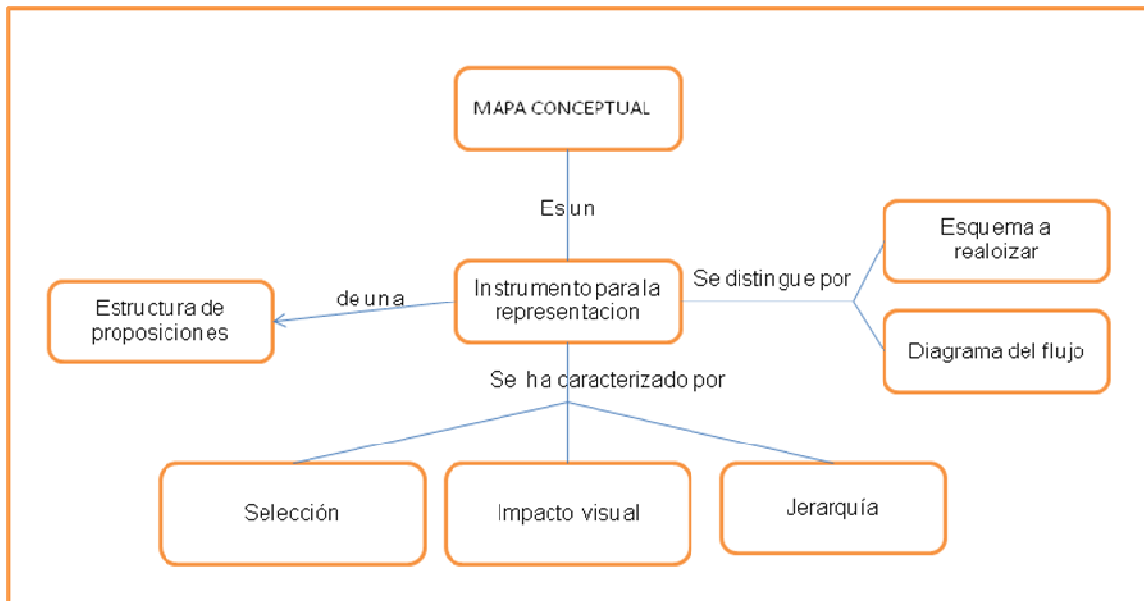 MAPA CONCEPTUAL
Es un
Esquema a
realoizar
Se distingue por
Instrumento para la
representacion
de una
Estructura de
proposiciones
Diagrama del flujo
Se ha caracterizado por
Selección
Impacto visual
Jerarquía